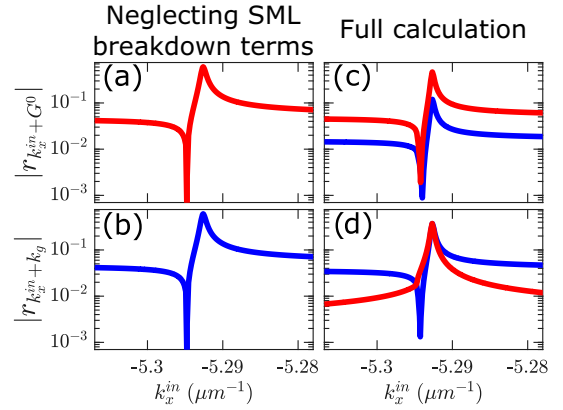 Neglecting SML
breakdown terms
Full calculation
(a)
(c)
|r_{k_x^{in}+G^0}|
10^{-1}
10^{-2}
10^{-3}
(b)
(d)
|r_{k_x^{in}+k_g}|
10^{-1}
10^{-2}
10^{-3}
-5.3 -5.29 -5.28
-5.3 -5.29 -5.28
k_x^{in} (μm^{-1})
k_x^{in} (μm^{-1})